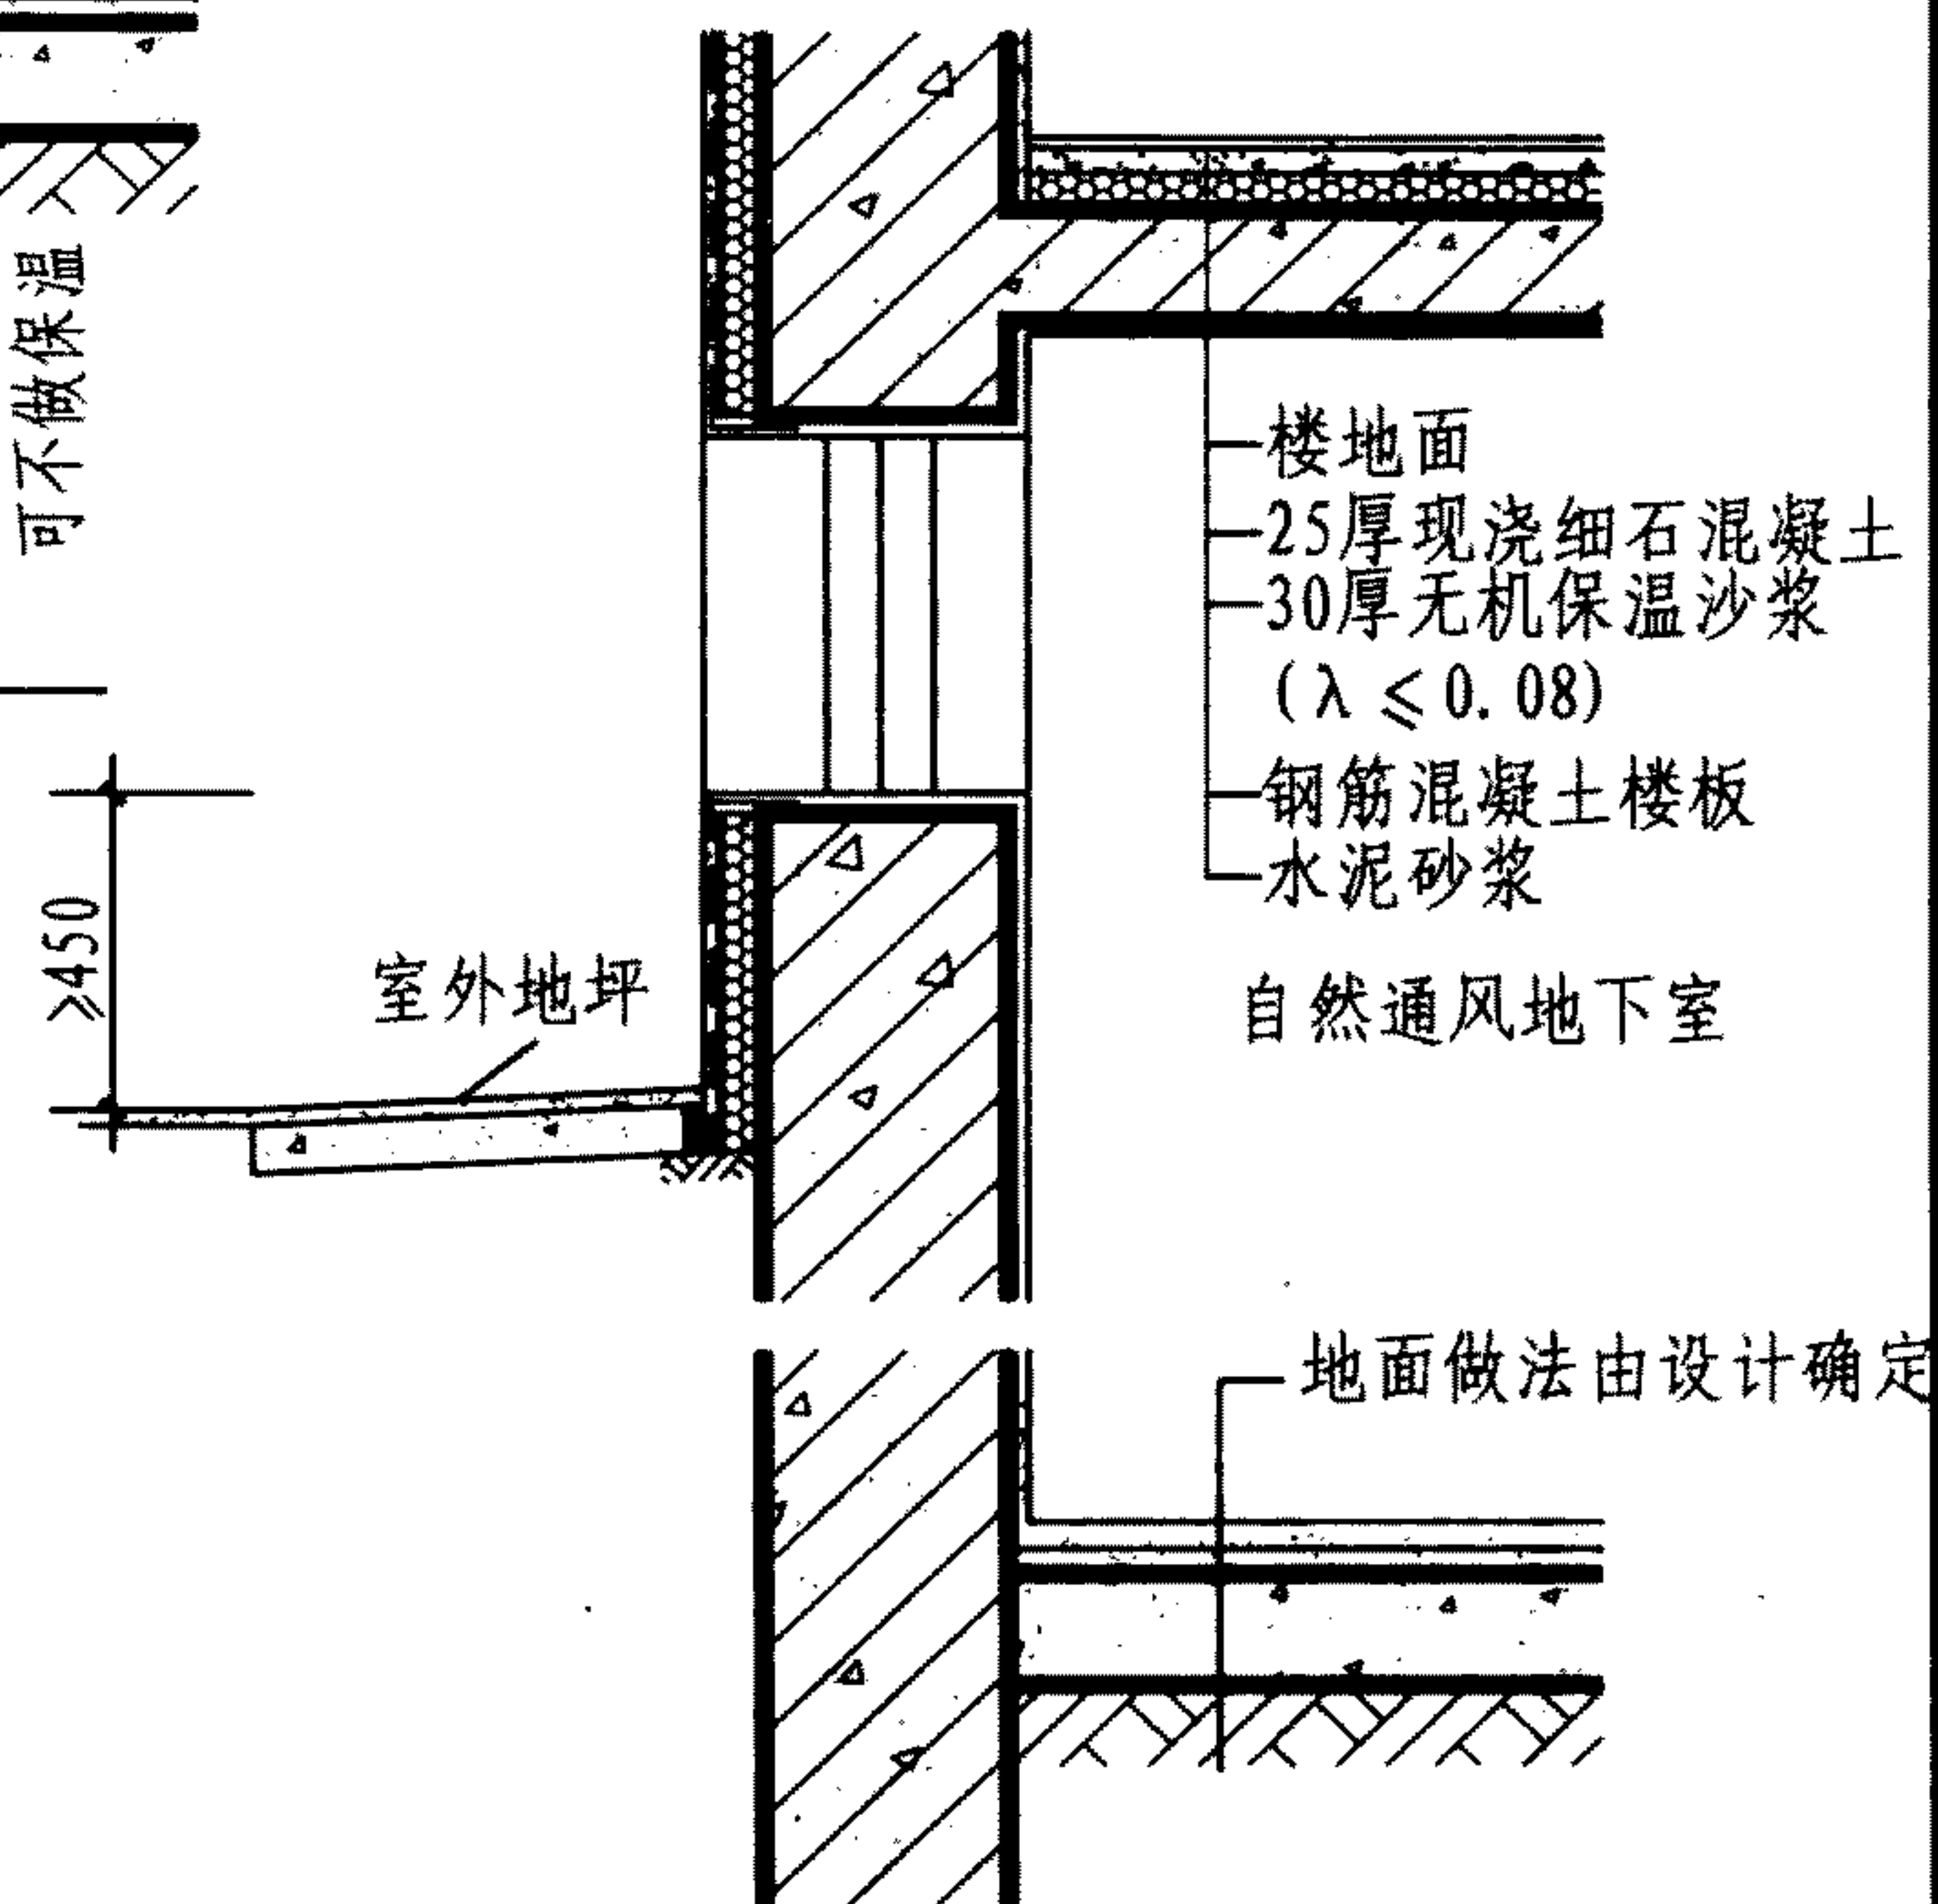 可不做保温
楼地面
25厚现浇细石混凝土
30厚无机保温沙浆
(λ ≤0.08)
钢筋混凝土楼板
水泥砂浆
≥450
室外地坪
自然通风地下室
地面做法由设计确定